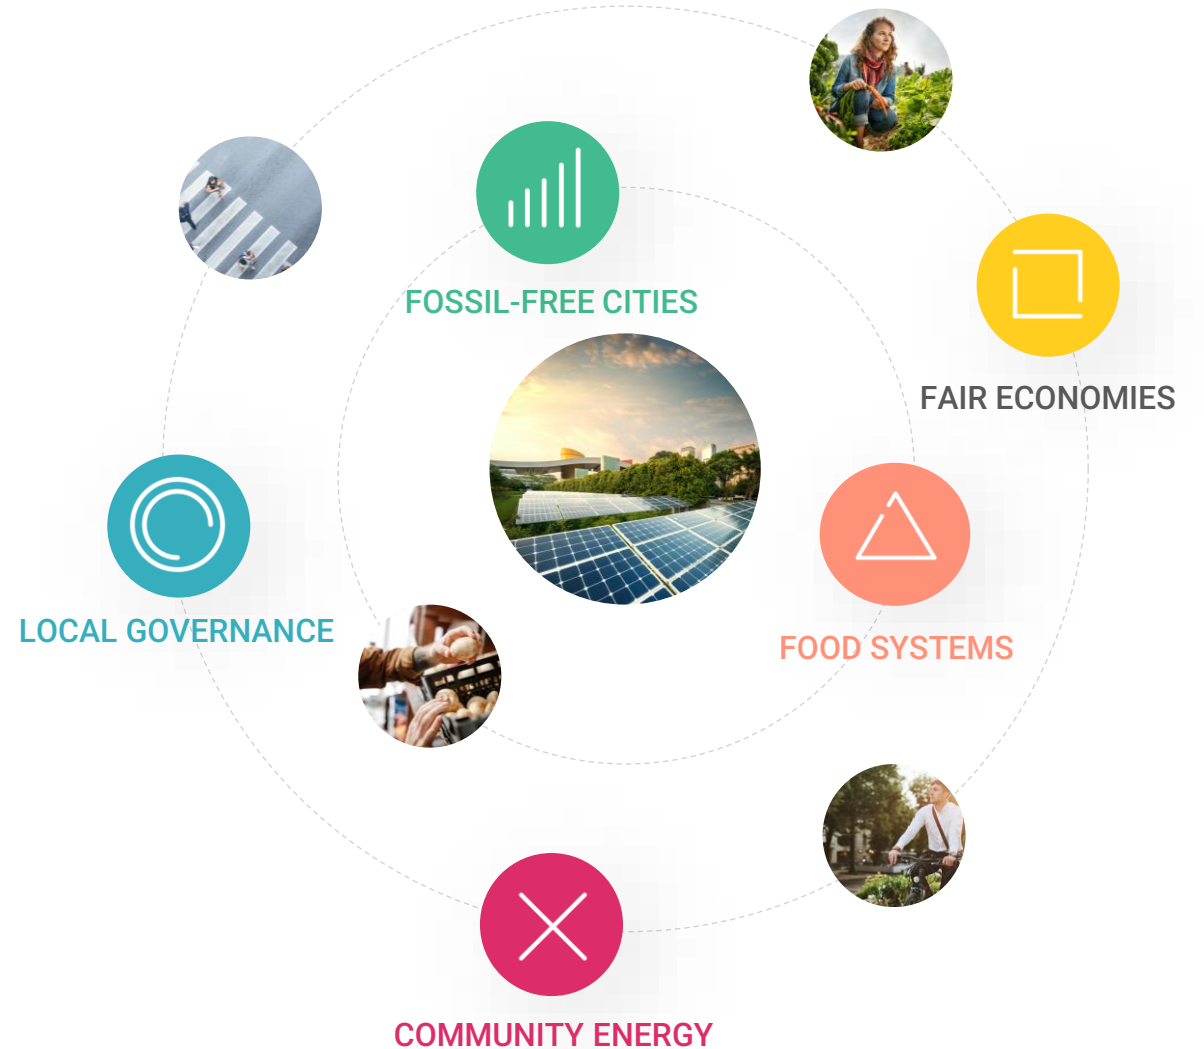 FOSSIL-FREE CITIES
FAIR ECONOMIES
LOCAL GOVERNANCE
FOOD SYSTEMS
COMMUNITY ENERGY